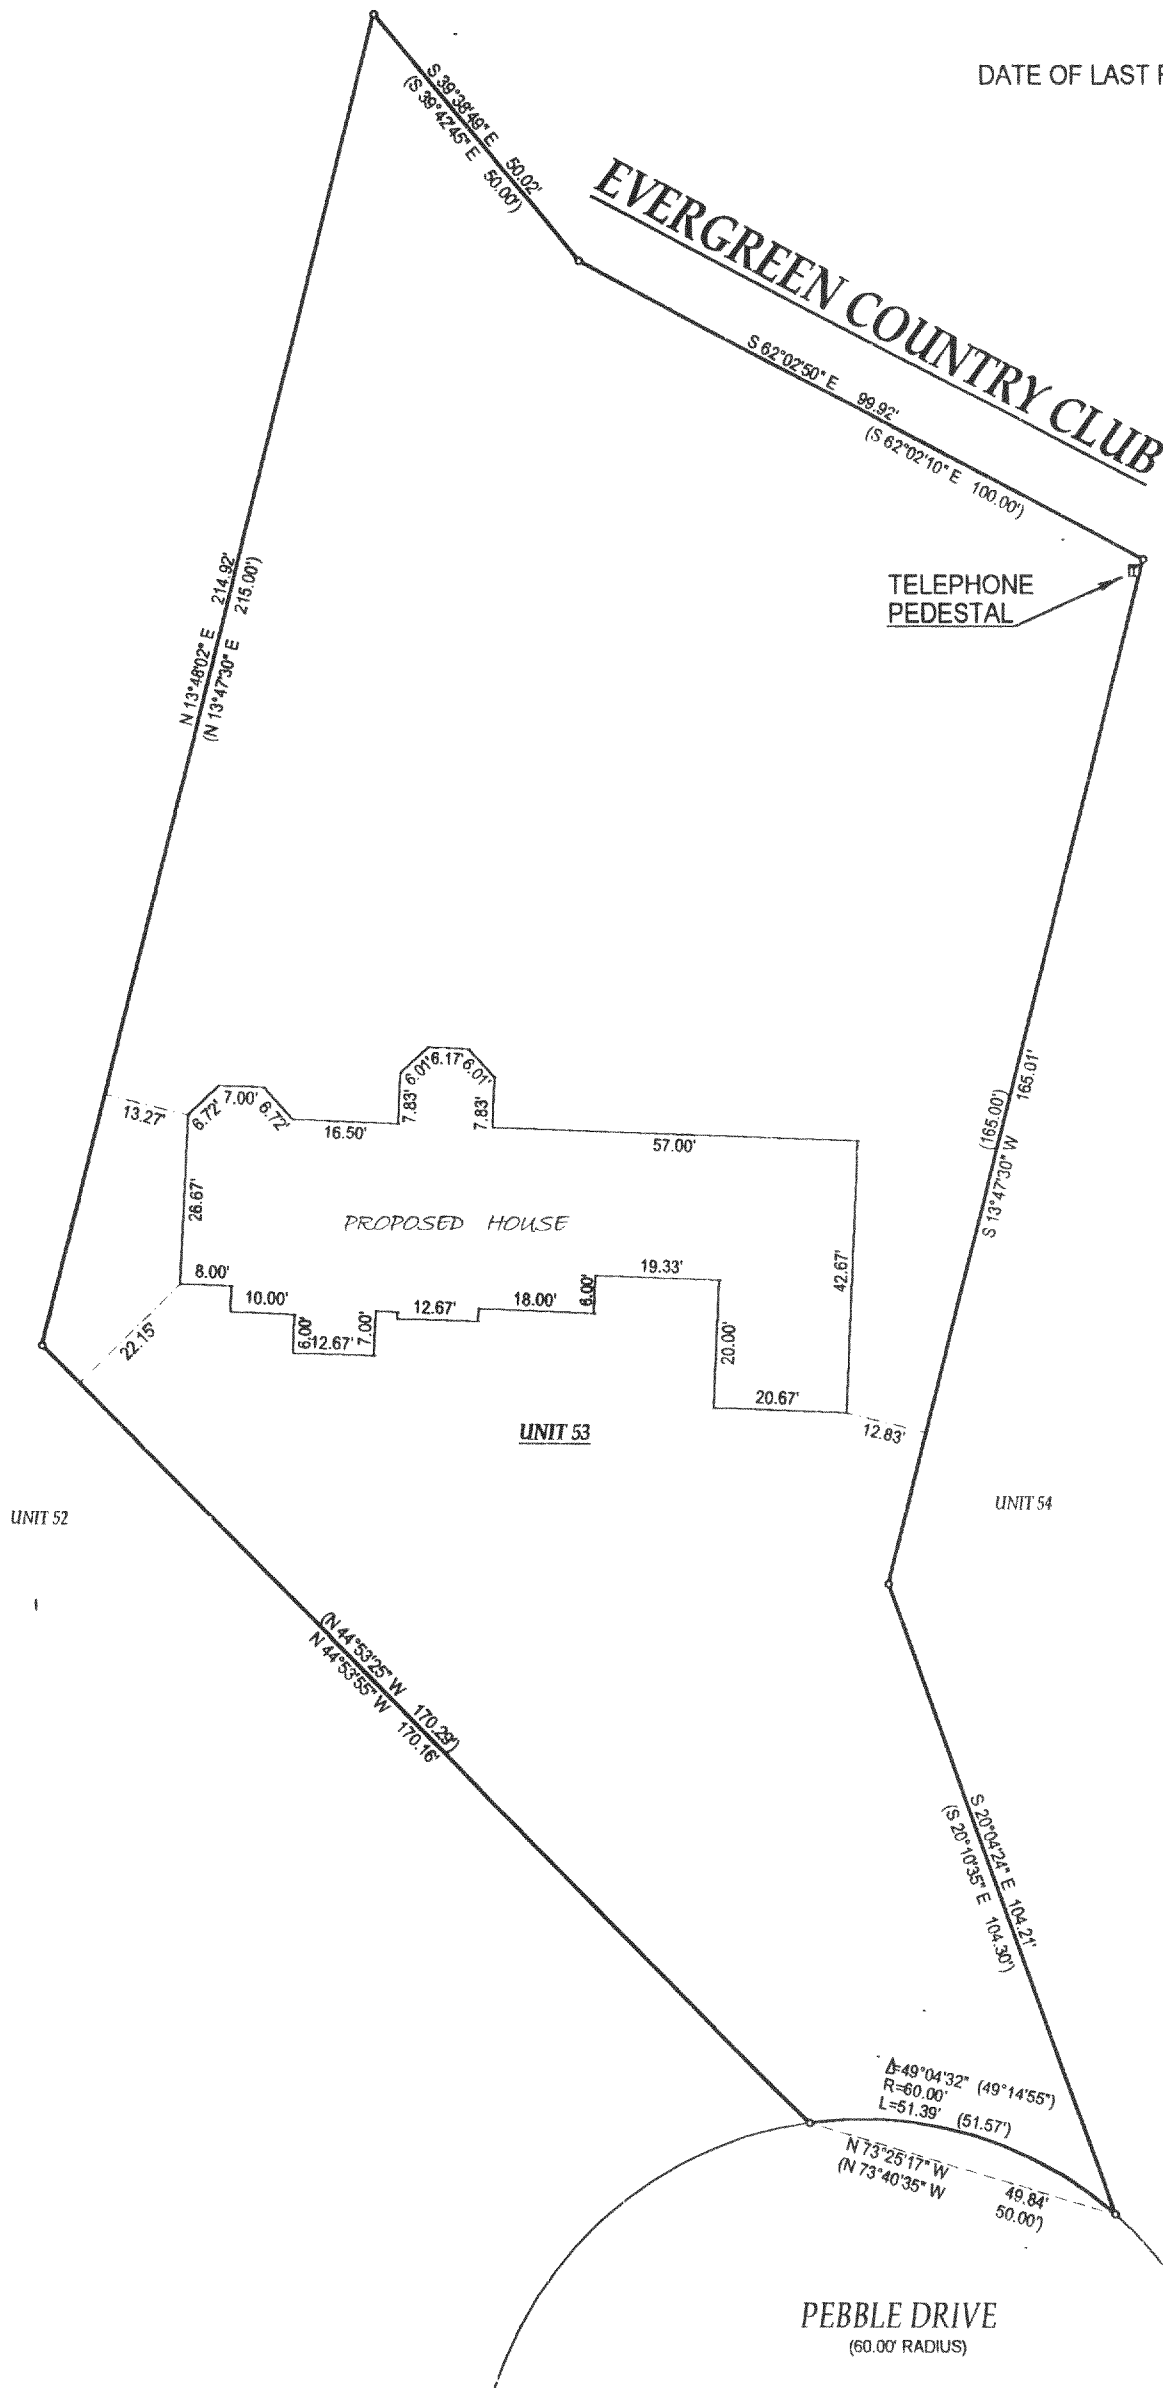 DATE OF LAST F
S 39°38'49" E 50.02'
(S 39°42'45" E 50.00')
EVERGREEN COUNTRY CLUB
S 62°02'50" E 99.92'
(S 62°02'10" E 100.00')
TELEPHONE
PEDESTAL
N 13°48'02" E 214.92'
(N 13°47'30" E 215.00')
(165.00')
165.01'
S 13°47'30" W
13.27'
6.72'
7.00'
6.72'
16.50'
7.83'
6.01'
6.17'
6.01'
7.83'
57.00'
26.67'
PROPOSED HOUSE
42.67'
8.00'
10.00'
6.00'
12.67'
7.00'
12.67'
18.00'
6.00'
19.33'
20.00'
20.67'
22.15'
12.83'
UNIT 53
UNIT 52
UNIT 54
(N 44°53'25" W 170.29')
N 44°53'55" W 170.16'
S 20°04'24" E 104.21'
(S 20°10'35" E 104.30')
Δ=49°04'32" (49°14'55")
R=60.00'
L=51.39' (51.57')
N 73°25'17" W 49.84'
(N 73°40'35" W 50.00')
PEBBLE DRIVE
(60.00' RADIUS)